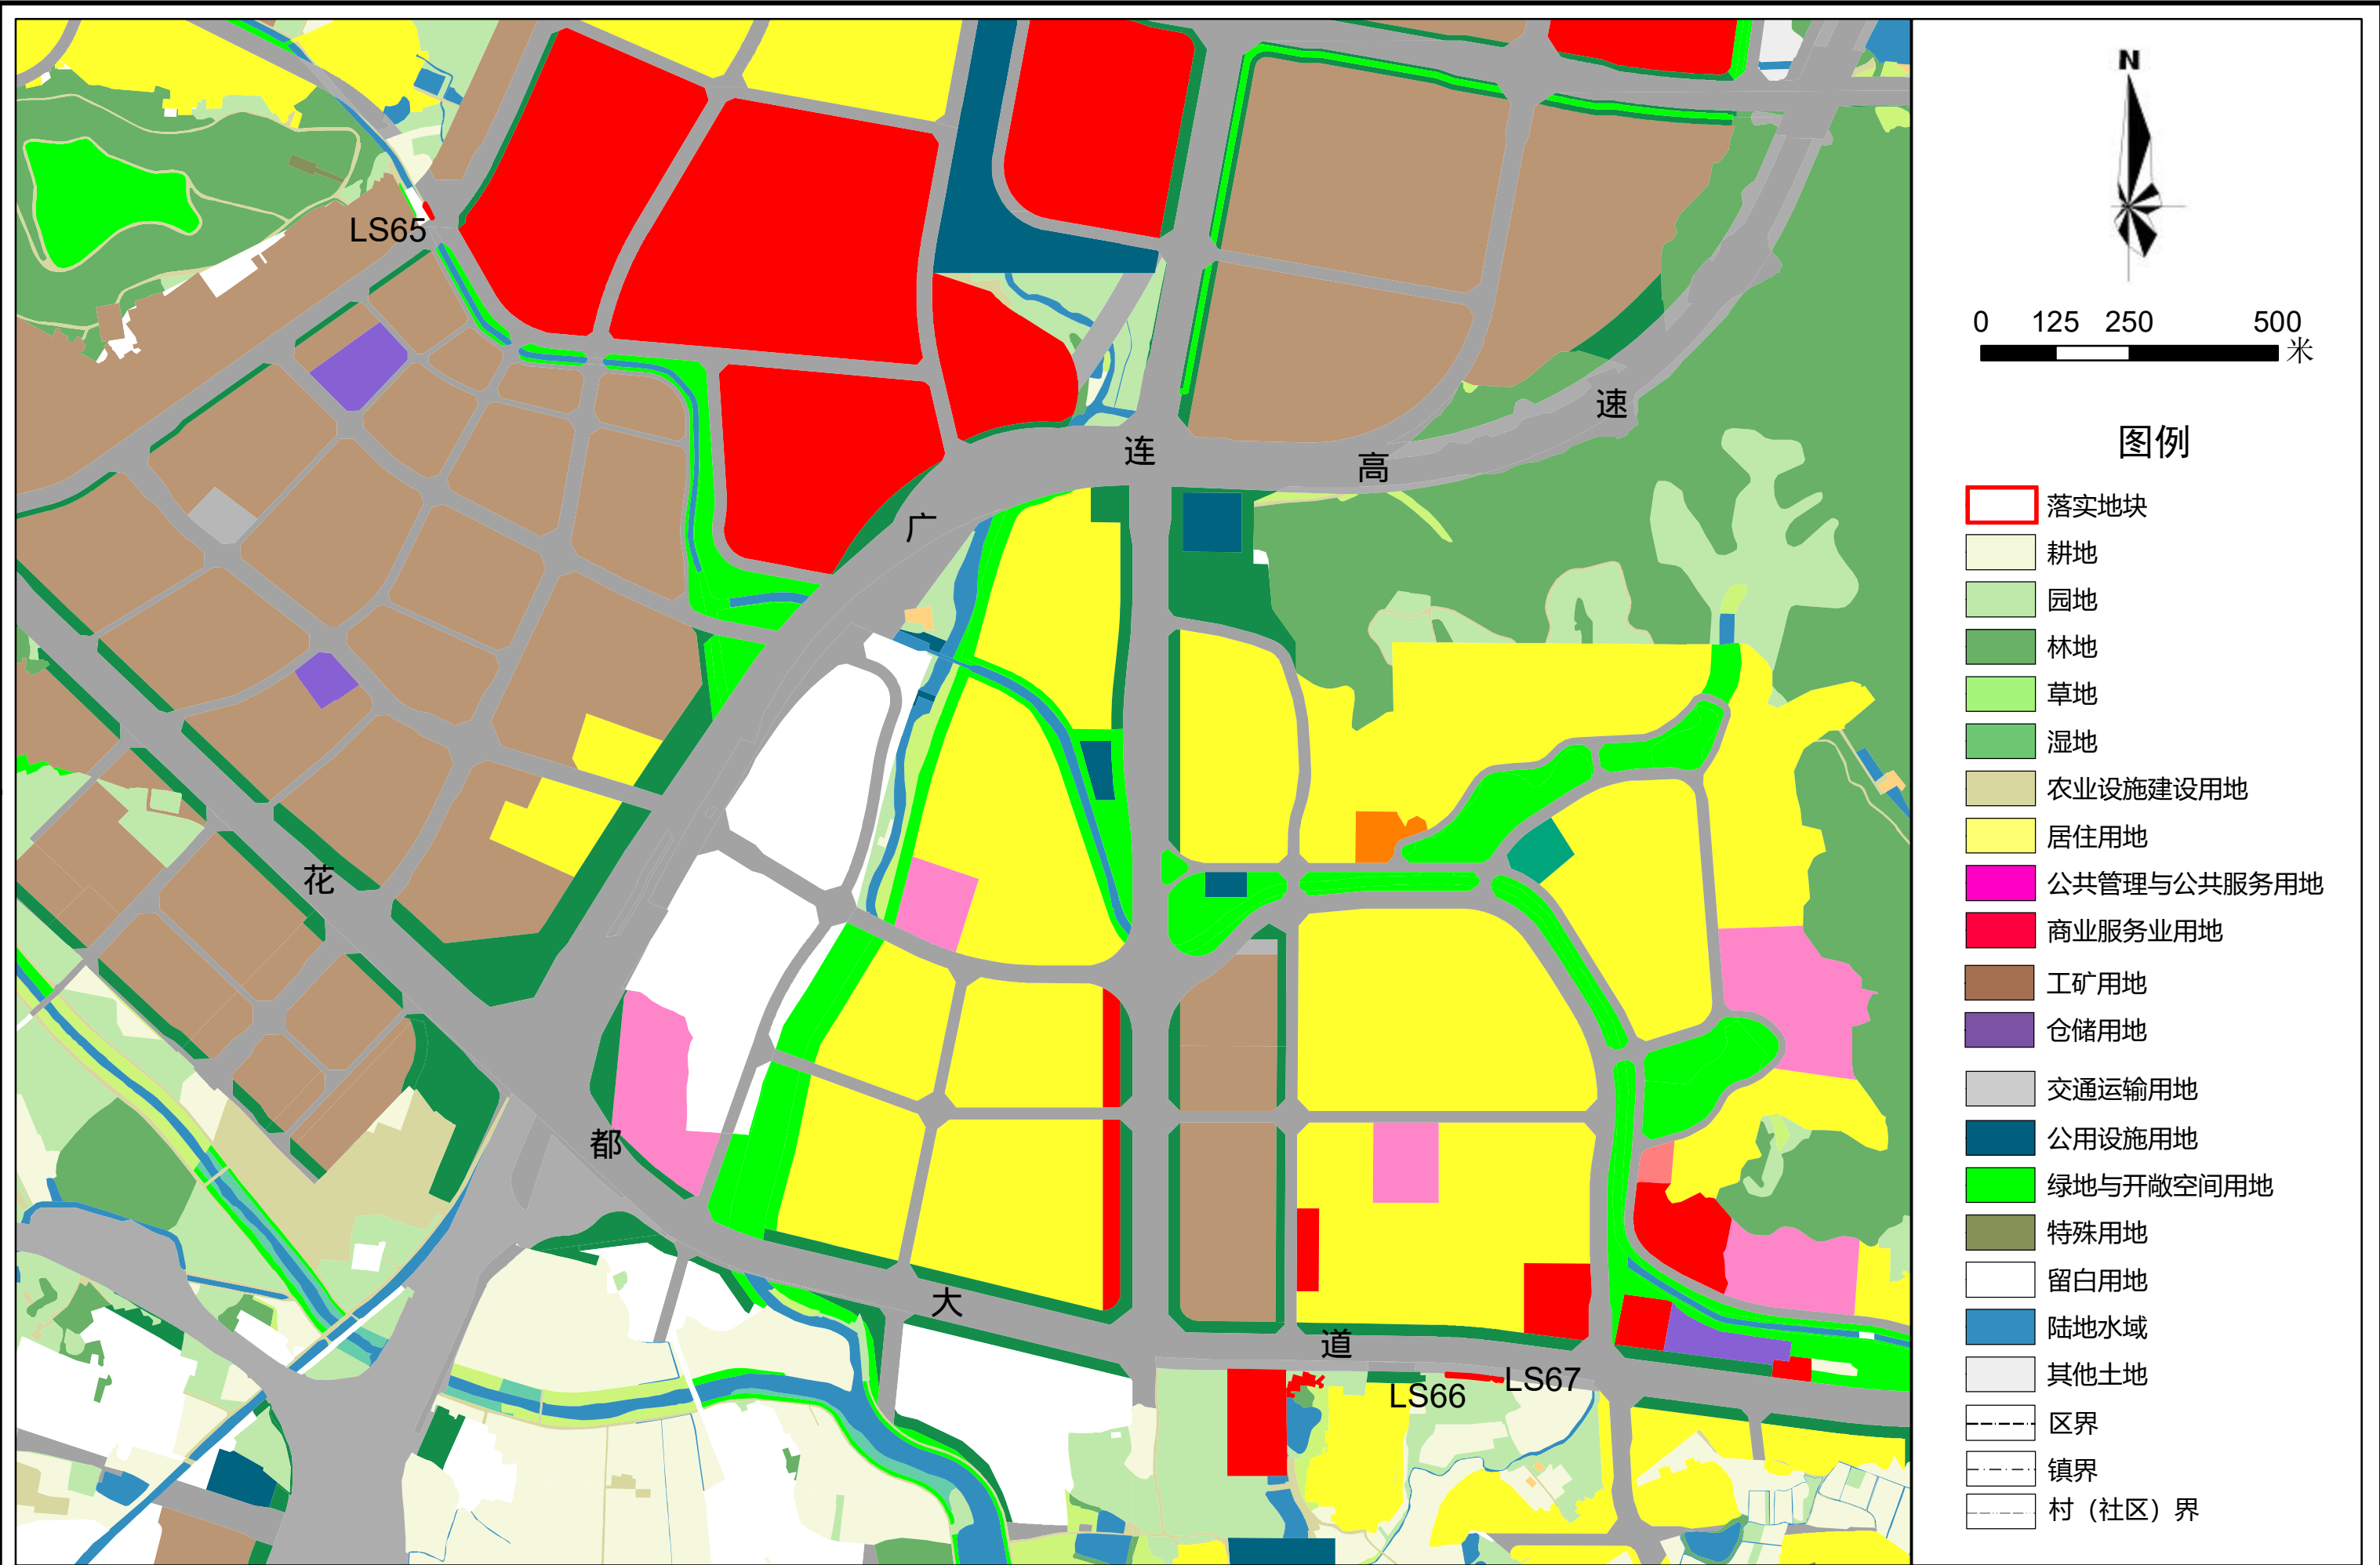 N
0 125 250 500 米
图例
落实地块
耕地
园地
林地
草地
湿地
农业设施建设用地
居住用地
公共管理与公共服务用地
商业服务业用地
工矿用地
仓储用地
交通运输用地
公用设施用地
绿地与开敞空间用地
特殊用地
留白用地
陆地水域
其他土地
区界
镇界
村（社区）界
LS65
广连高速
花都大道
LS66
LS67